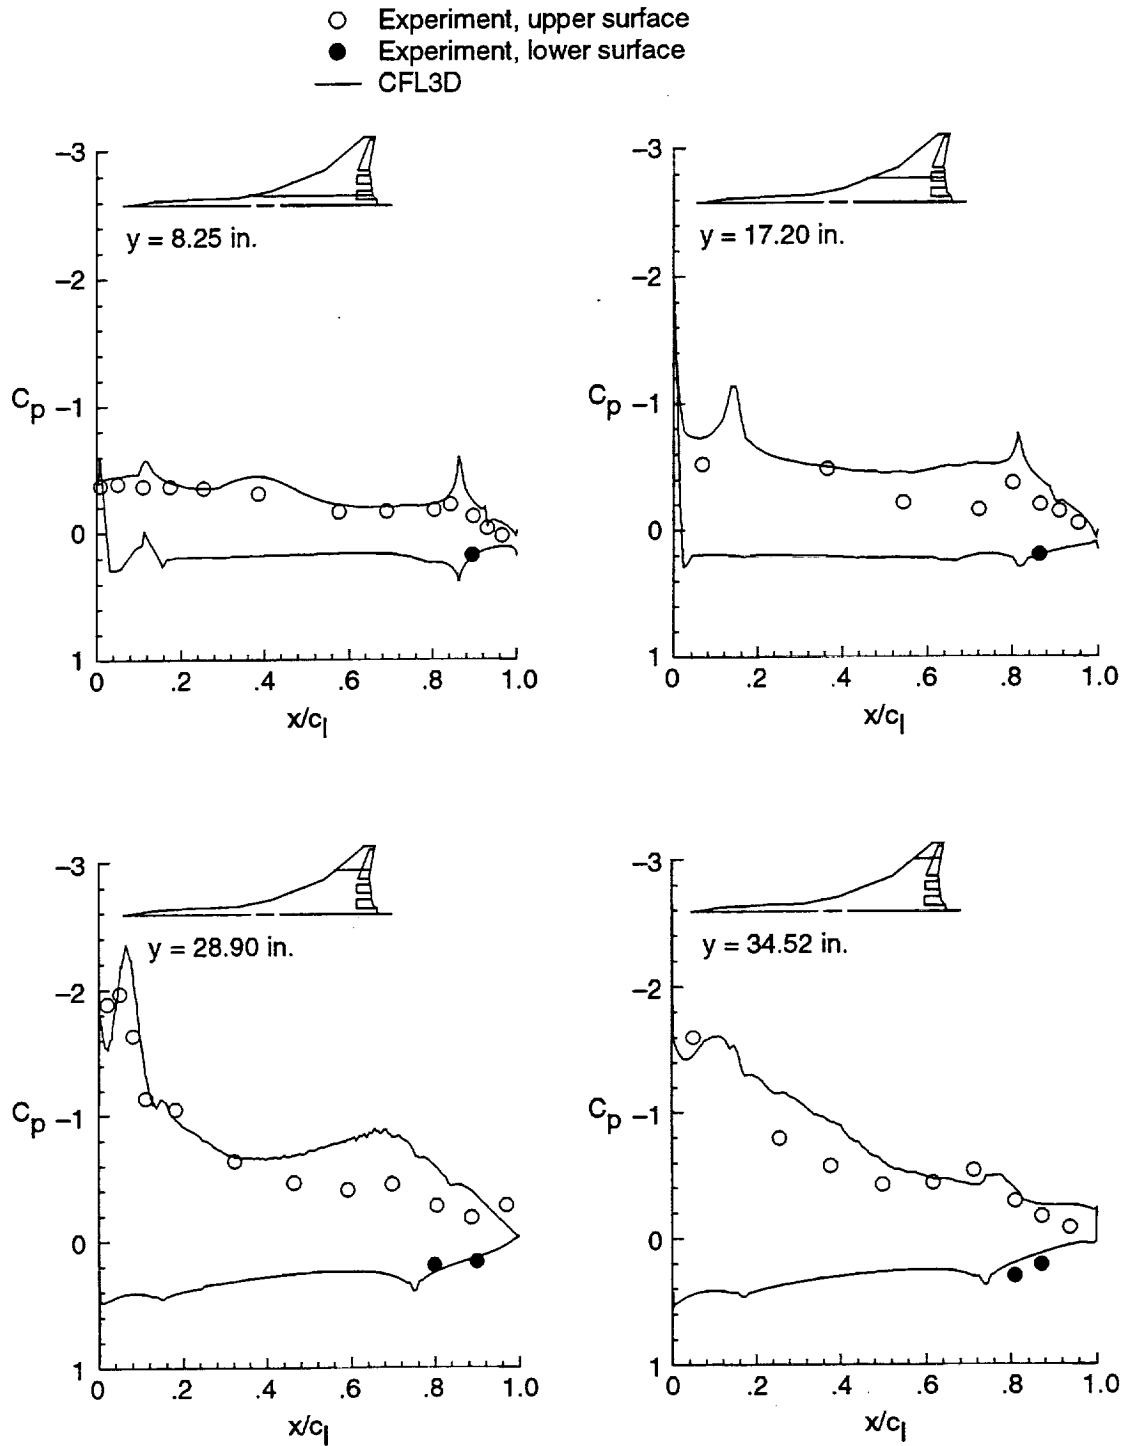 Experiment, upper surface
Experiment, lower surface
CFL3D
–3
–2
–1
0
1
Cp
y = 8.25 in.
0 .2 .4 .6 .8 1.0
x/cl
–3
–2
–1
0
1
Cp
y = 17.20 in.
0 .2 .4 .6 .8 1.0
x/cl
–3
–2
–1
0
1
Cp
y = 28.90 in.
0 .2 .4 .6 .8 1.0
x/cl
–3
–2
–1
0
1
Cp
y = 34.52 in.
0 .2 .4 .6 .8 1.0
x/cl